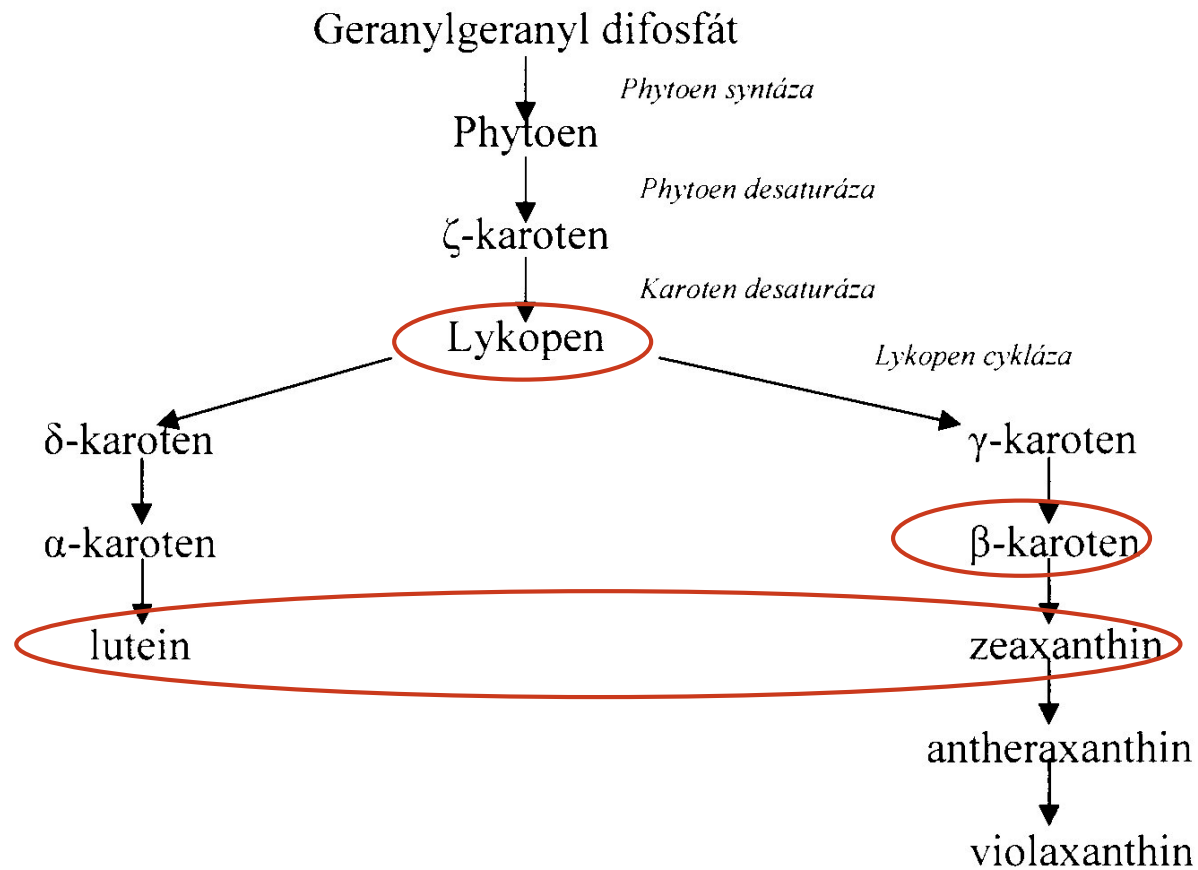 Geranylgeranyl difosfát
Phytoen syntáza
Phytoen
Phytoen desaturáza
ζ-karoten
Karoten desaturáza
Lykopen
Lykopen cykláza
δ-karoten
γ-karoten
α-karoten
β-karoten
lutein
zeaxanthin
antheraxanthin
violaxanthin